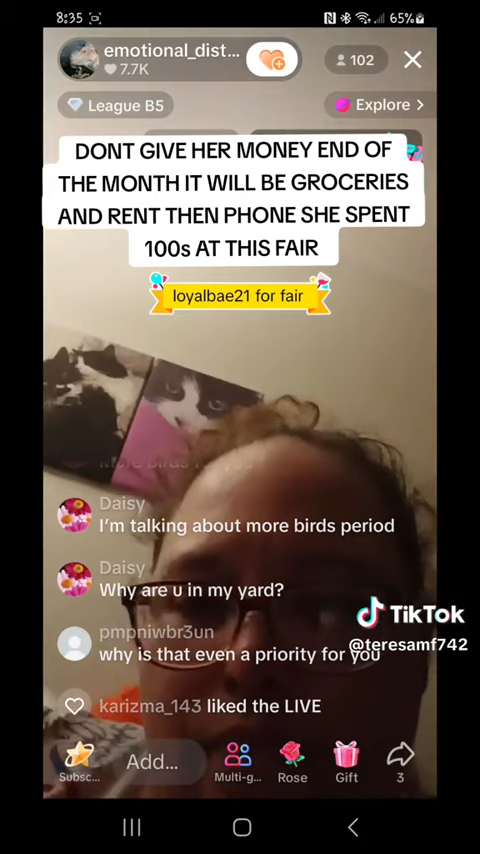 8:35
65%
emotional_dist...
7.7K
102
League B5
Explore >
DONT GIVE HER MONEY END OF
THE MONTH IT WILL BE GROCERIES
AND RENT THEN PHONE SHE SPENT
100s AT THIS FAIR
loyalbae21 for fair
Daisy
I'm talking about more birds period
Daisy
Why are u in my yard?
pmpniwbr3un
why is that even a priority for you
karizma_143 liked the LIVE
TikTok
@teresamf742
Subsc...
Add...
Multi-g...
Rose
Gift
3